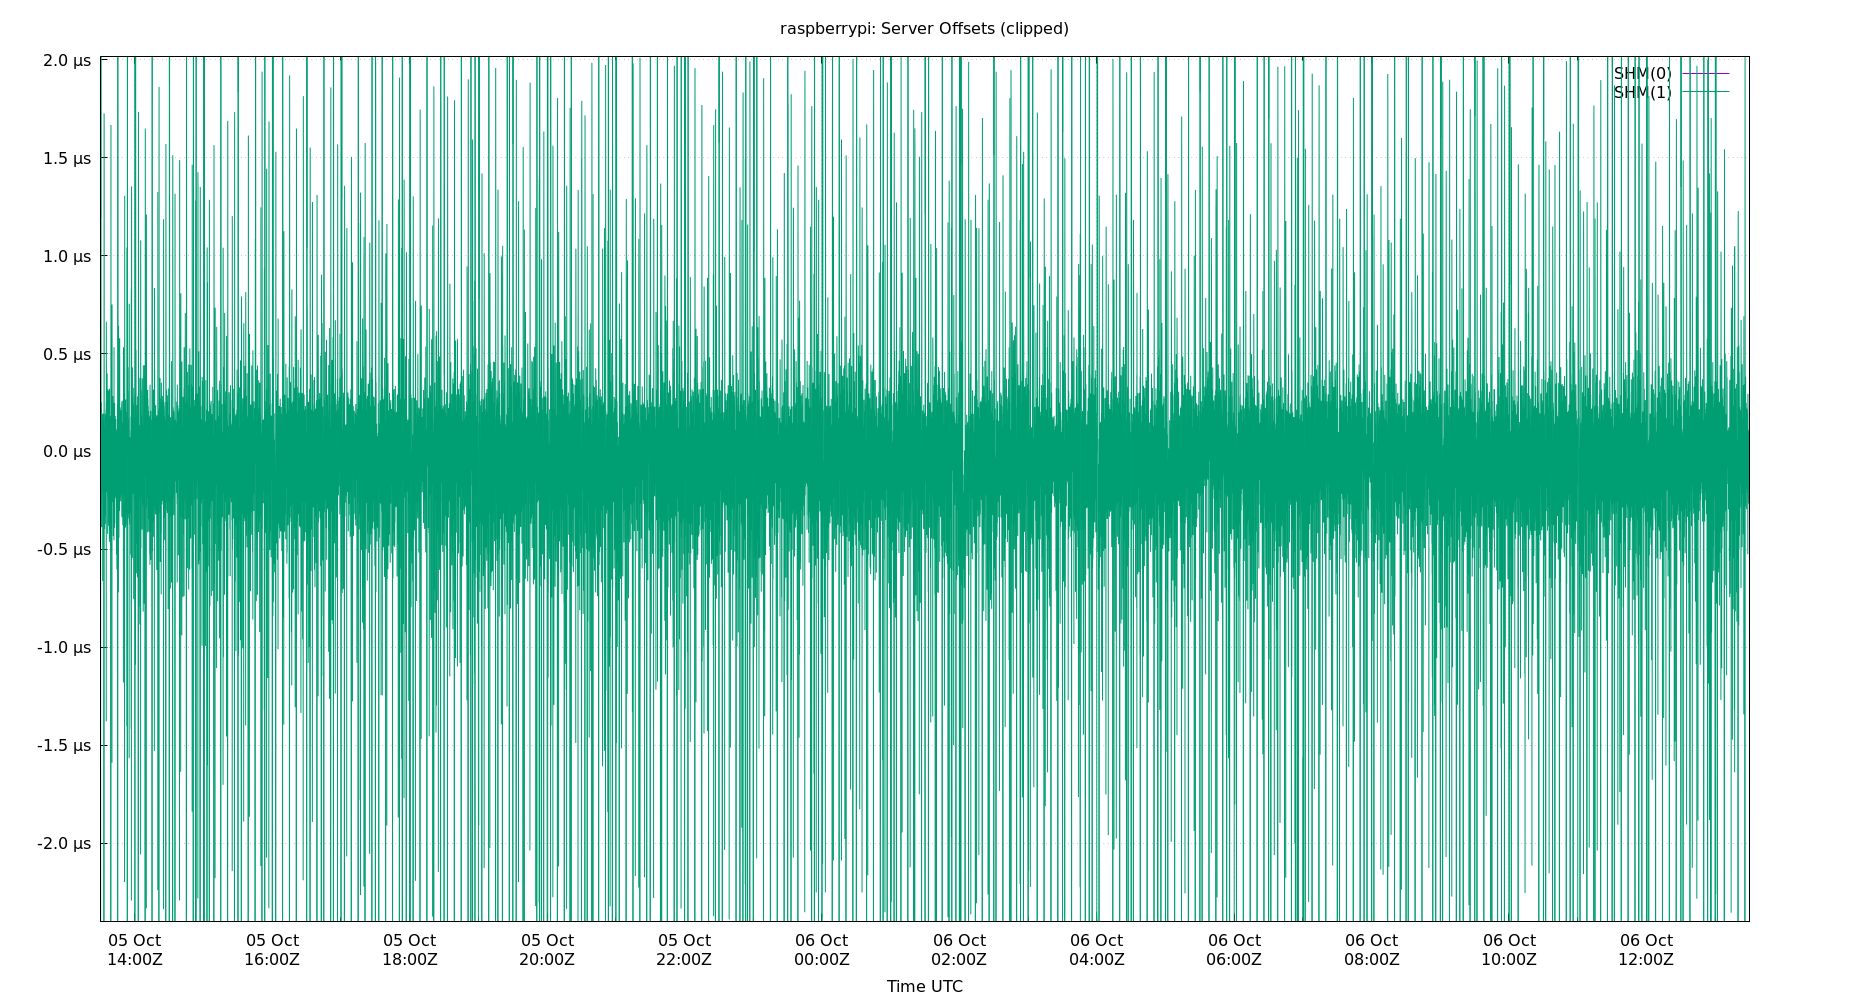 raspberrypi: Server Offsets (clipped)
2.0 µs
1.5 µs
1.0 µs
0.5 µs
0.0 µs
-0.5 µs
-1.0 µs
-1.5 µs
-2.0 µs
SHM(0)
SHM(1)
05 Oct 05 Oct 05 Oct 05 Oct 05 Oct 06 Oct 06 Oct 06 Oct 06 Oct 06 Oct 06 Oct 06 Oct
14:00Z 16:00Z 18:00Z 20:00Z 22:00Z 00:00Z 02:00Z 04:00Z 06:00Z 08:00Z 10:00Z 12:00Z
Time UTC